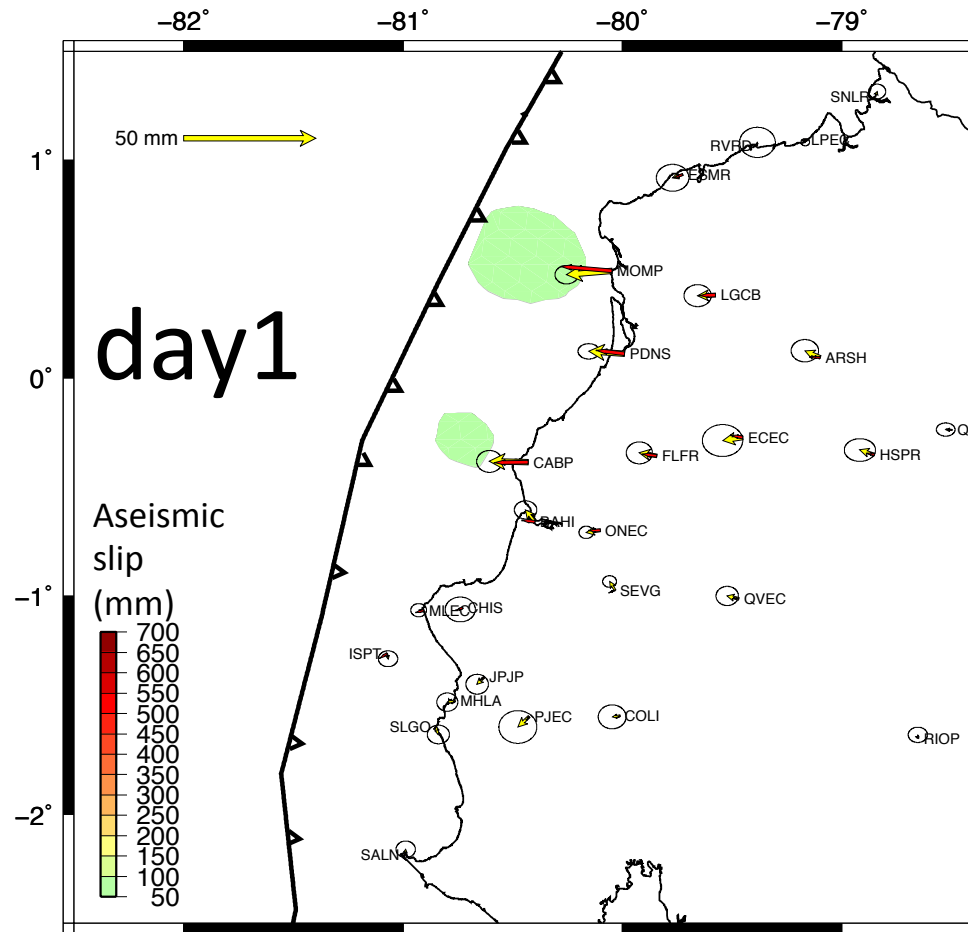 −82˚ −81˚ −80˚ −79˚
SNLR
50 mm
RVRD LPEC
1˚
ESMR
MOMP
LGCB
day1
PDNS
ARSH
0˚
ECEC
Q
CABP
FLFR
HSPR
Aseismic
slip
(mm)
BAHI
ONEC
SEVG
−1˚
QVEC
MLEC CHIS
700
650
600
550
500
450
400
350
300
250
200
150
100
50
ISPT
JPJP
MHLA
PJEC
COLI
SLGO
RIOP
−2˚
SALN